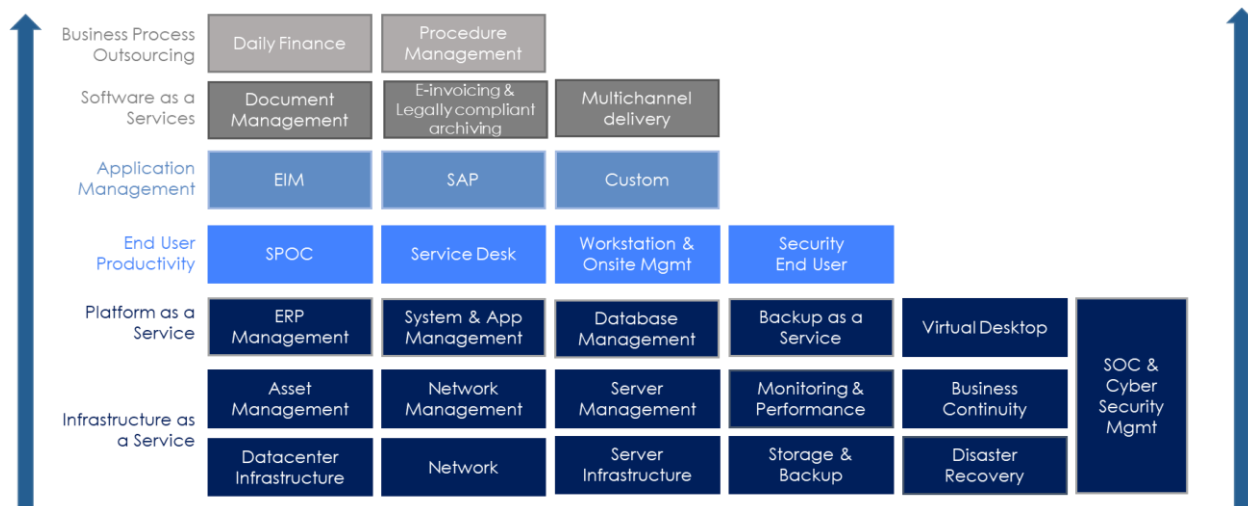 Business Process
Outsourcing
Daily Finance
Procedure
Management
Software as a
Services
Document
Management
E-invoicing &
Legally compliant
archiving
Multichannel
delivery
Application
Management
EIM
SAP
Custom
End User
Productivity
SPOC
Service Desk
Workstation &
Onsite Mgmt
Security
End User
Platform as a
Service
ERP
Management
System & App
Management
Database
Management
Backup as a
Service
Virtual Desktop
SOC &
Cyber
Security
Mgmt
Infrastructure as
a Service
Asset
Management
Network
Management
Server
Management
Monitoring &
Performance
Business
Continuity
Datacenter
Infrastructure
Network
Server
Infrastructure
Storage &
Backup
Disaster
Recovery